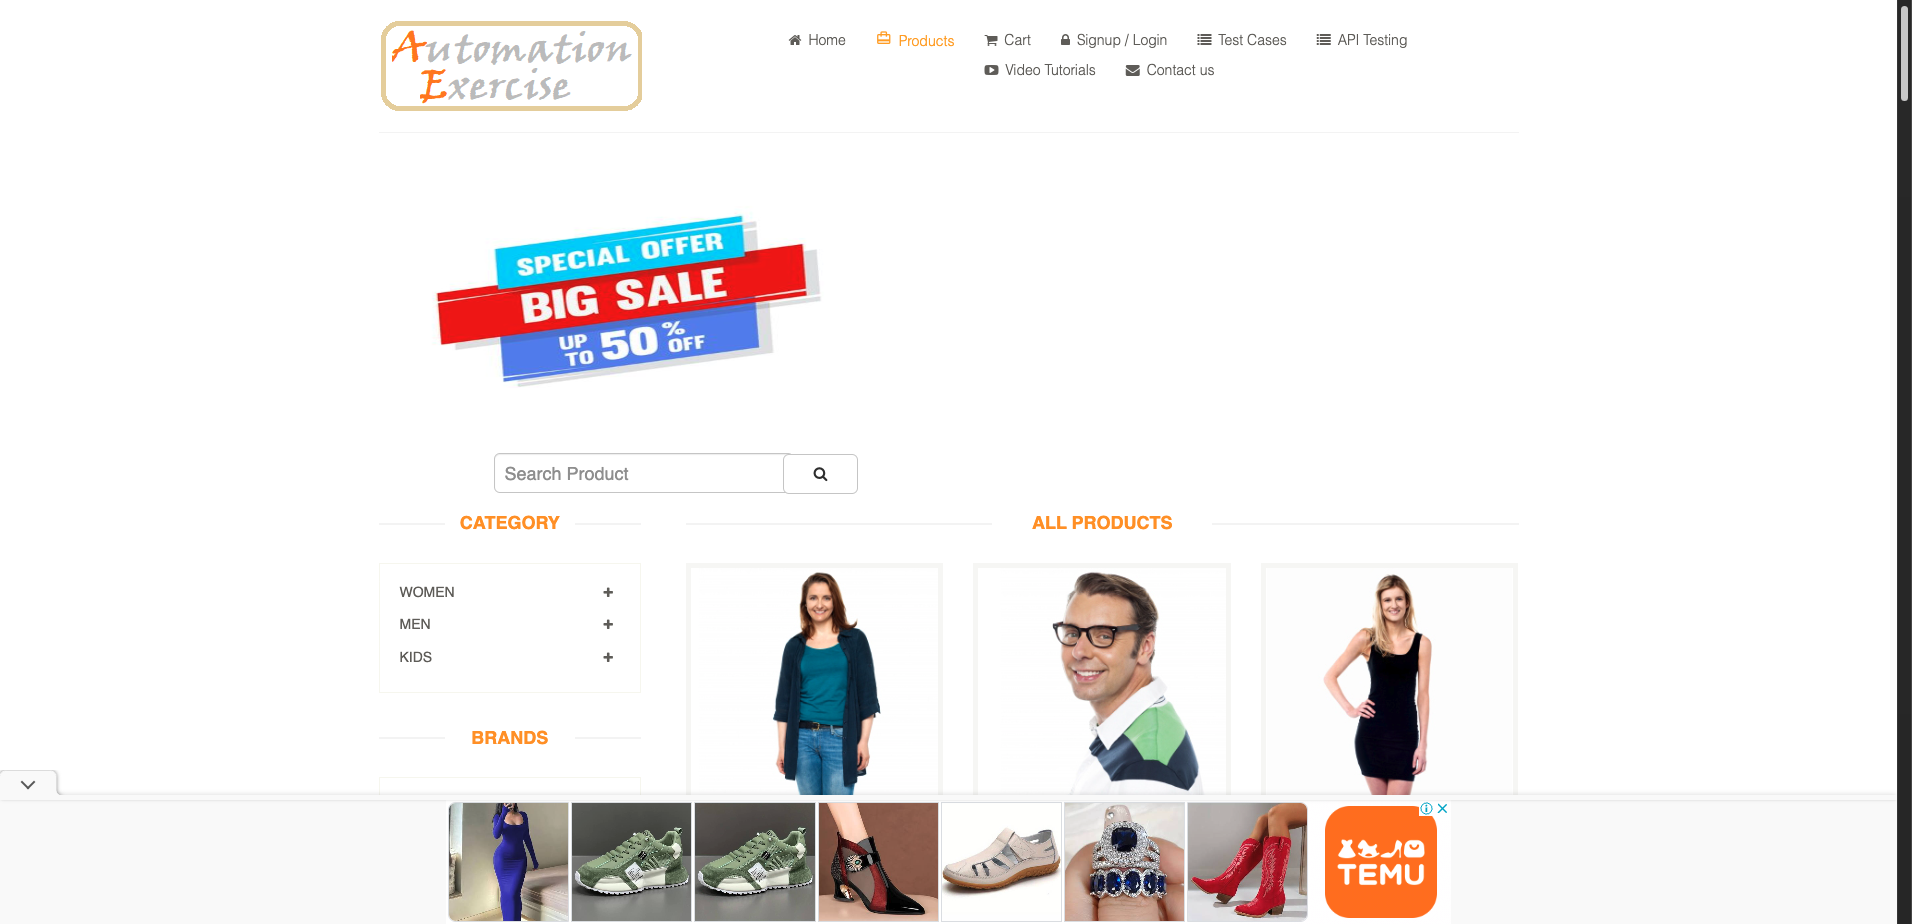 Automation
Exercise
Home
Products
Cart
Signup / Login
Test Cases
API Testing
Video Tutorials
Contact us
SPECIAL OFFER
BIG SALE
UP TO 50% OFF
Search Product
CATEGORY
ALL PRODUCTS
WOMEN
MEN
KIDS
BRANDS
TEMU